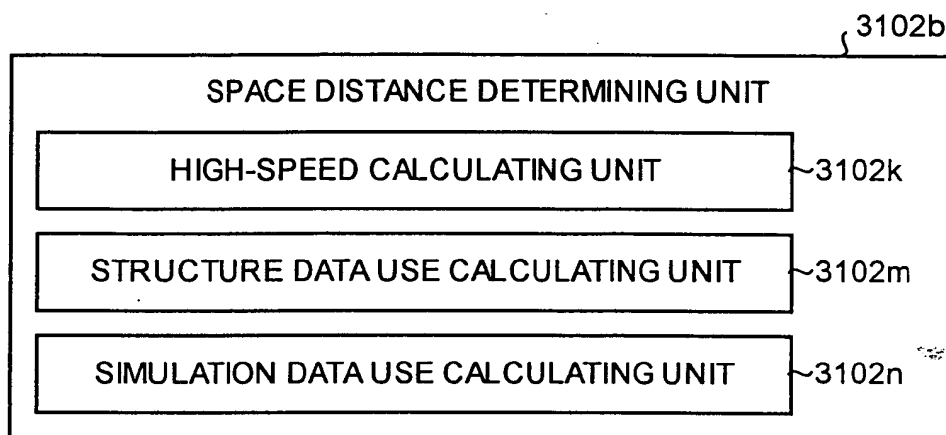 3102b
SPACE DISTANCE DETERMINING UNIT
HIGH-SPEED CALCULATING UNIT
3102k
STRUCTURE DATA USE CALCULATING UNIT
3102m
SIMULATION DATA USE CALCULATING UNIT
3102n